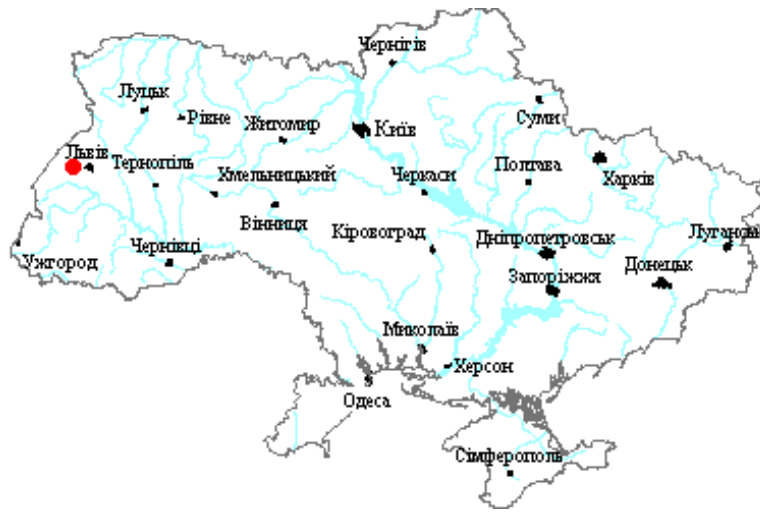 Чернігів
Луцьк
Рівне
Житомир
Київ
Суми
Львів
Тернопіль
Хмельницький
Черкаси
Полтава
Харків
Вінниця
Кіровоград
Дніпропетровськ
Луганськ
Ужгород
Чернівці
Запоріжжя
Донецьк
Миколаїв
Херсон
Одеса
Сімферополь